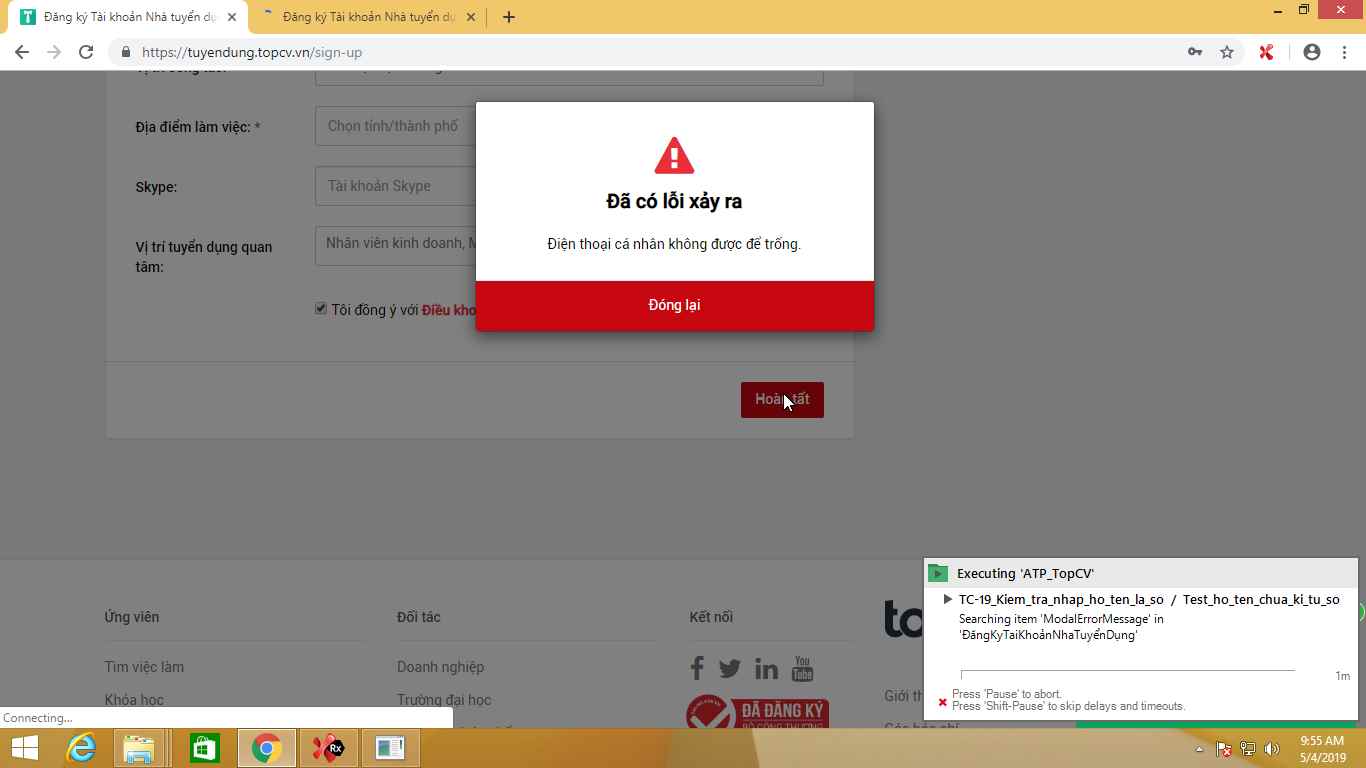 Đăng ký Tài khoản Nhà tuyển dụ
Đăng ký Tài khoản Nhà tuyển dụ
https://tuyendung.topcv.vn/sign-up
Địa điểm làm việc: *
Chọn tỉnh/thành phố
Skype:
Tài khoản Skype
Vị trí tuyển dụng quan
tâm:
Nhân viên kinh doanh, M
Tôi đồng ý với Điều kho
Đã có lỗi xảy ra
Điện thoại cá nhân không được để trống.
Đóng lại
Hoàn tất
Ứng viên
Đối tác
Kết nối
Tìm việc làm
Doanh nghiệp
You
Tube
Khóa học
Trường đại học
ĐÃ ĐĂNG KÝ
BỘ CÔNG THƯƠNG
to
Giới th
Connecting...
Executing 'ATP_TopCV'
TC-19_Kiem_tra_nhap_ho_ten_la_so / Test_ho_ten_chua_ki_tu_so
Searching item 'ModalErrorMessage' in
'ĐăngKyTaiKhoảnNhaTuyểnDụng'
1m
Press 'Pause' to abort.
Press 'Shift-Pause' to skip delays and timeouts.
Rx
9:55 AM
5/4/2019